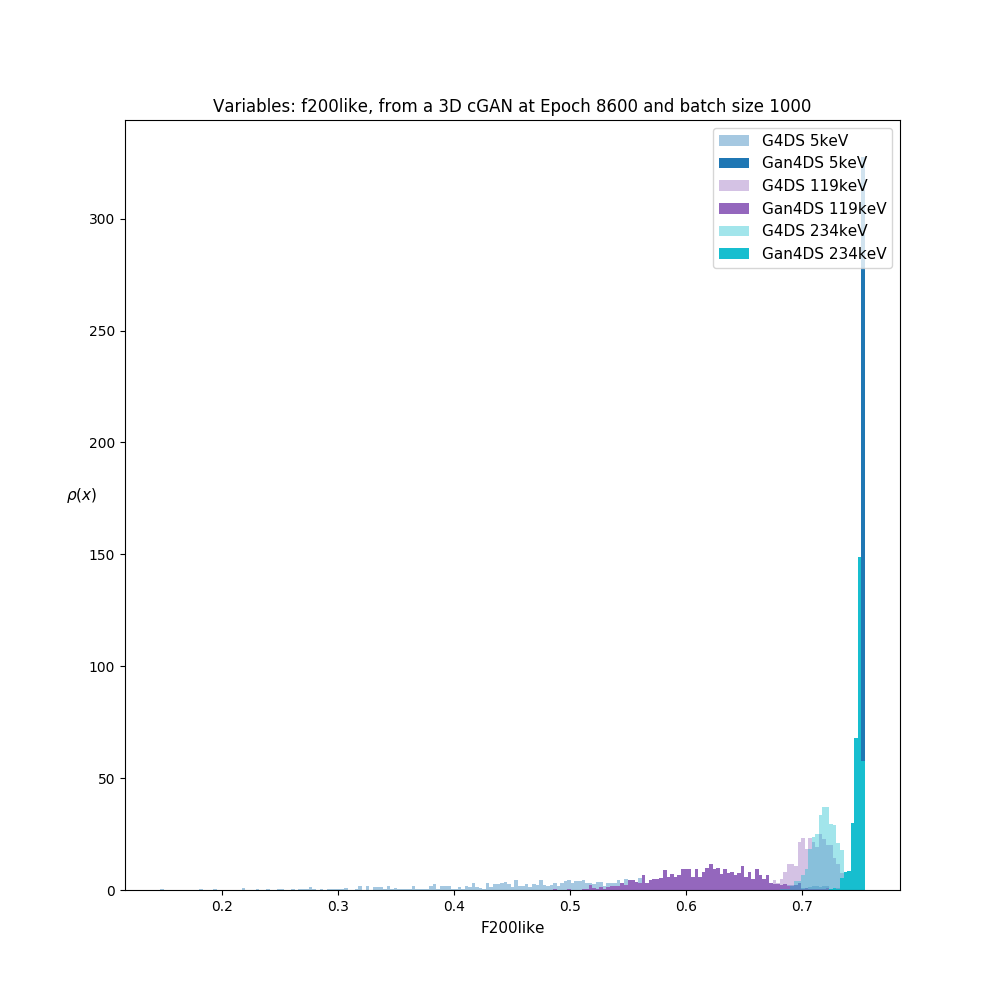 Variables: f200like, from a 3D cGAN at Epoch 8600 and batch size 1000
G4DS 5keV
Gan4DS 5keV
G4DS 119keV
Gan4DS 119keV
G4DS 234keV
Gan4DS 234keV
300
250
200
150
100
50
0
ρ(x)
0.2 0.3 0.4 0.5 0.6 0.7
F200like